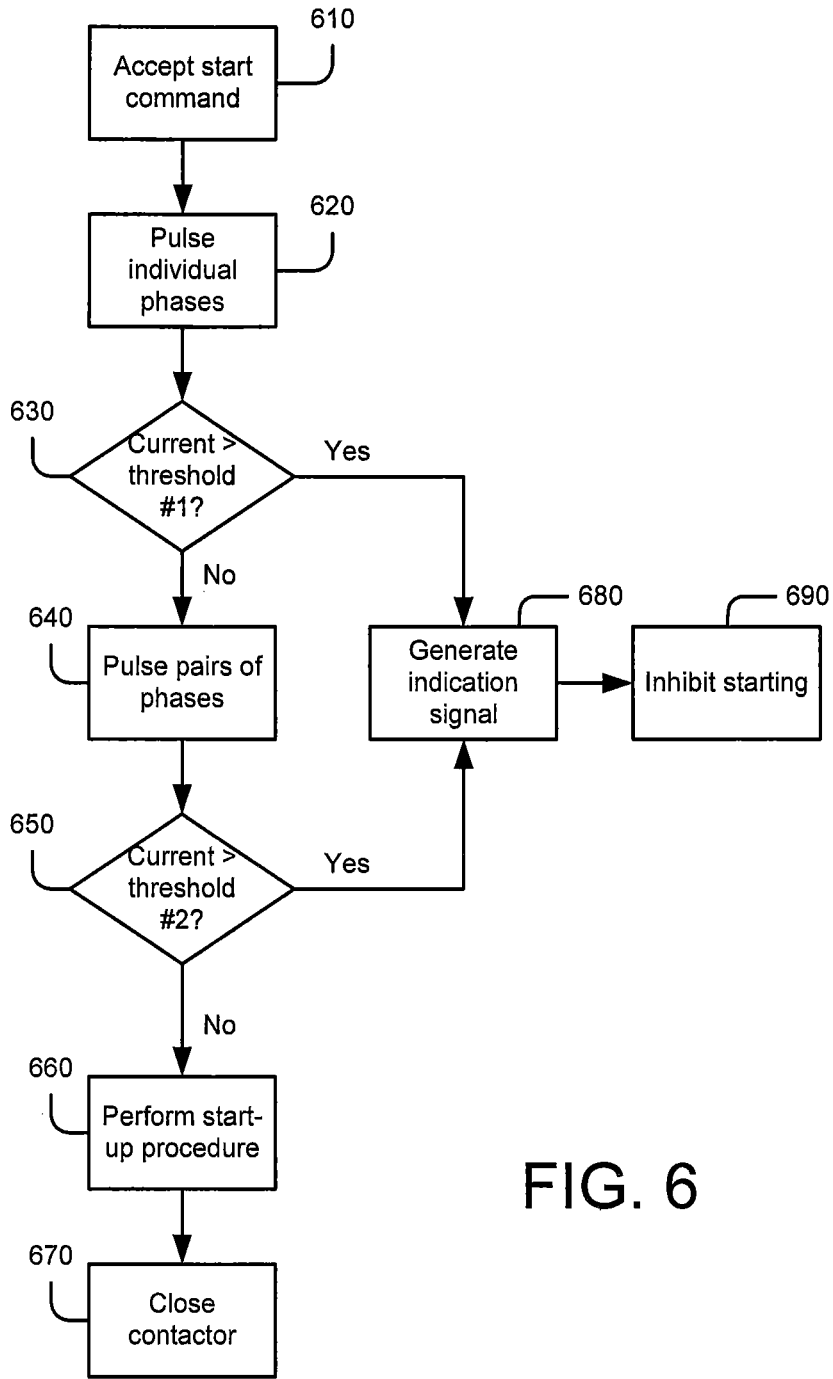 610
Accept start
command
620
Pulse
individual
phases
630
Current >
threshold
#1?
Yes
No
640
Pulse pairs of
phases
680
Generate
indication
signal
690
Inhibit starting
650
Current >
threshold
#2?
Yes
No
660
Perform start-
up procedure
FIG. 6
670
Close
contactor